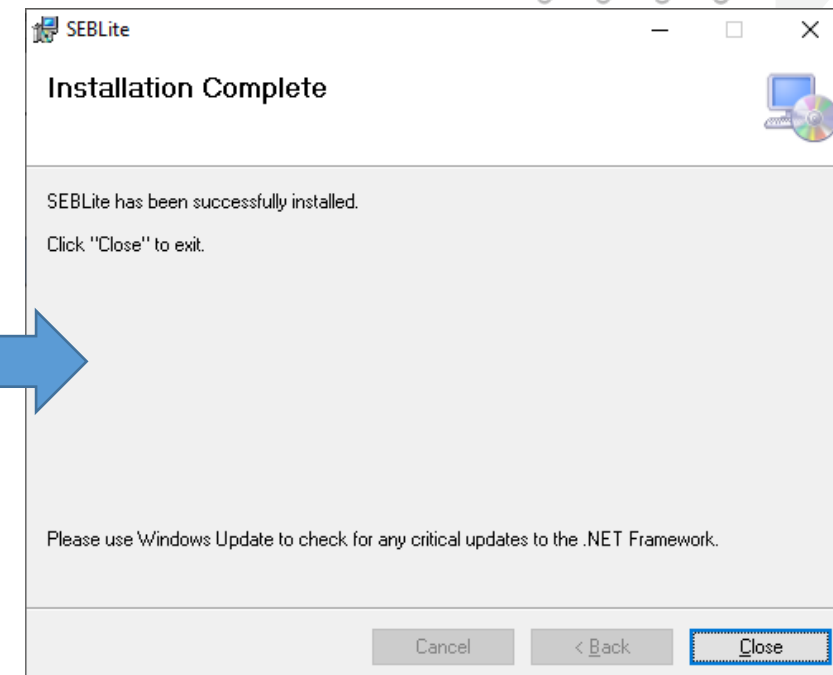 SEBLite
Installation Complete
SEBLite has been successfully installed.
Click "Close" to exit.
Please use Windows Update to check for any critical updates to the .NET Framework.
Cancel
< Back
Close